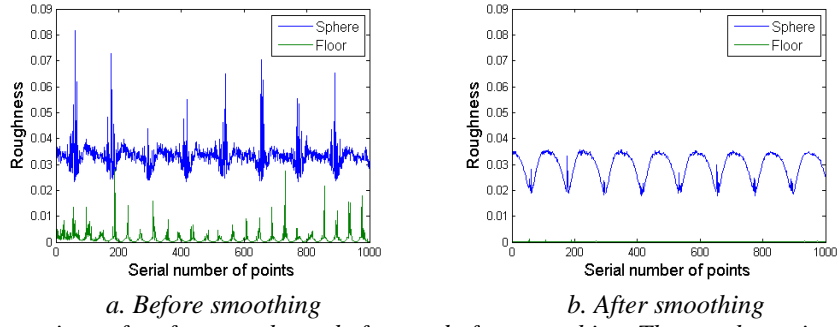 0.09
0.08
0.07
0.06
0.05
0.04
0.03
0.02
0.01
0
Roughness
0 200 400 600 800 1000
Serial number of points
Sphere
Floor
a. Before smoothing
0.09
0.08
0.07
0.06
0.05
0.04
0.03
0.02
0.01
0
Roughness
0 200 400 600 800 1000
Serial number of points
Sphere
Floor
b. After smoothing